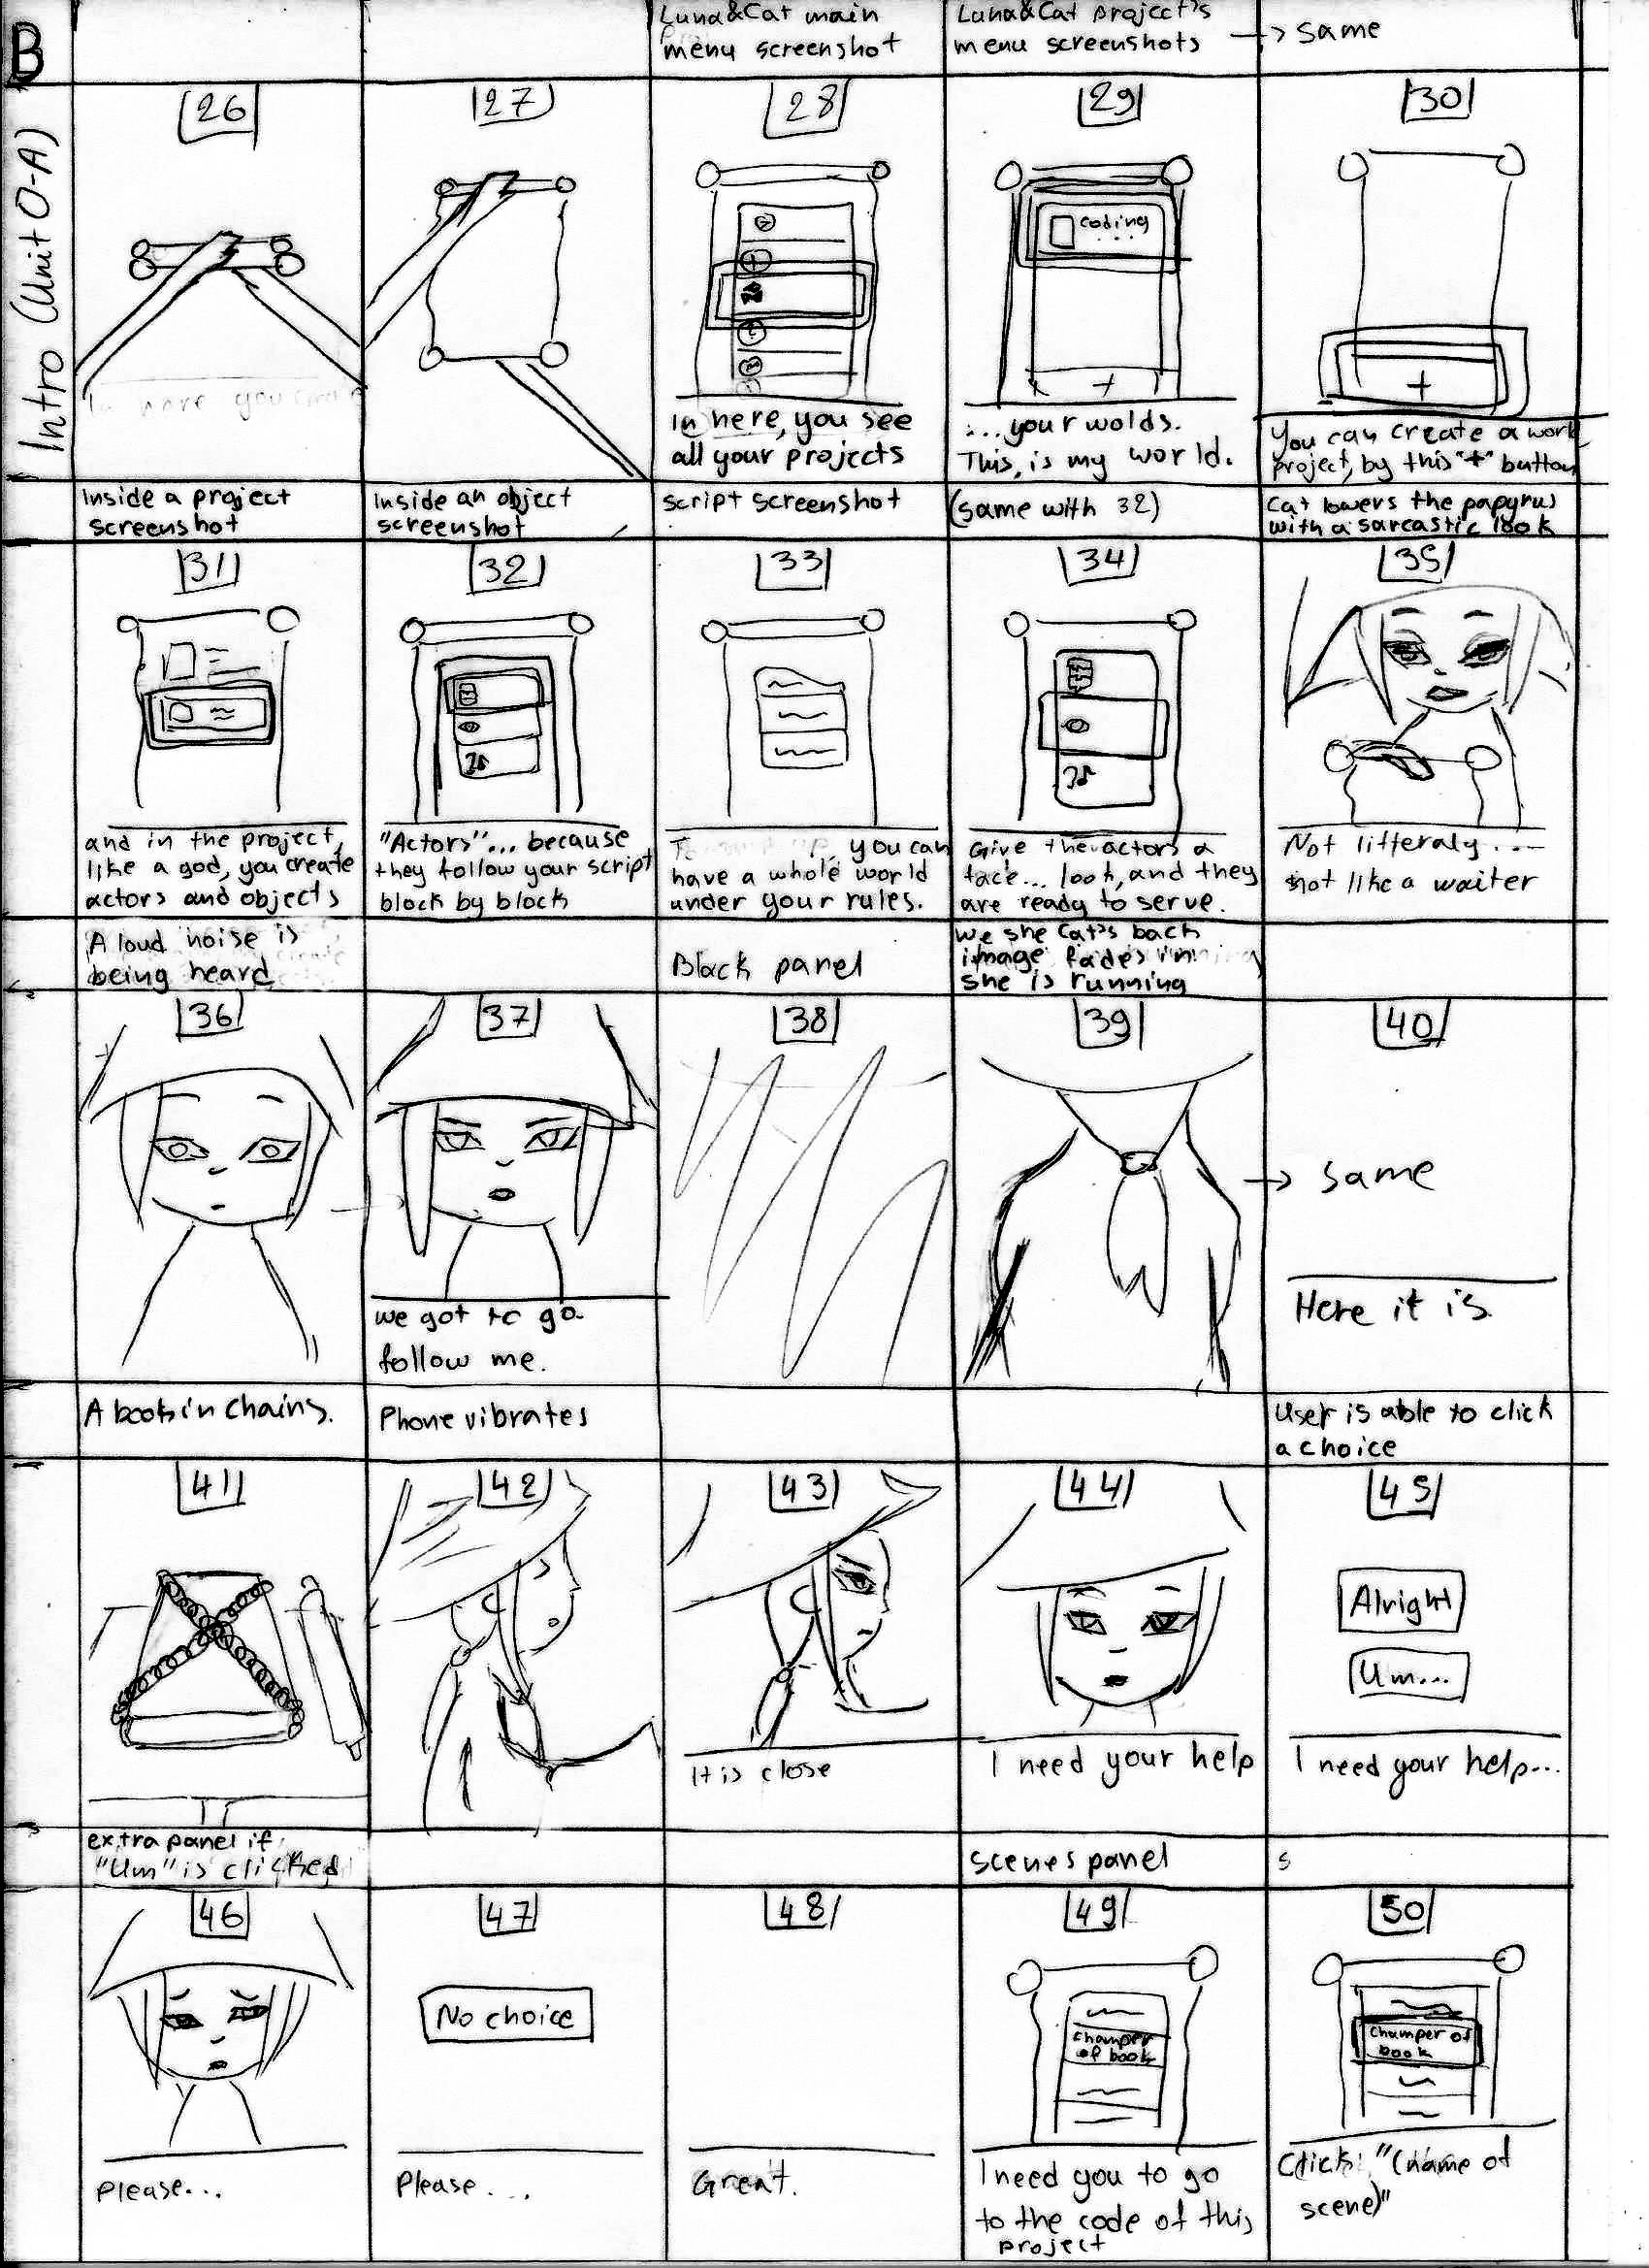 B
Intro (Unit 0-A)
Luna&Cat main
menu screenshot
Luna&Cat project's
menu screenshots
→ same
26
27
28
In here, you see
all your projects
29
coding
...
+
...your wolds.
This, is my world.
30
+
You can create a work
project, by this "+" button
Inside a project
screenshot
Inside an object
screenshot
script screenshot
(same with 32)
Cat lowers the papyrus
with a sarcastic look
31
and in the project,
like a god, you create
actors and objects
32
"Actors"... because
they follow your script
block by block
33
you can
have a whole world
under your rules.
34
Give the actors a
face... look, and they
are ready to serve.
35
Not litteraly...
not like a waiter
A loud noise is
being heard
Black panel
we she Cat's back
image fades in
she is running
36
37
we got to go.
follow me.
38
39
40
→ same
Here it is.
A book in chains.
Phone vibrates
User is able to click
a choice
41
42
43
It is close
44
I need your help
45
Alright
Um...
I need your help...
extra panel if
"Um" is clicked
scenes panel
s
46
Please...
47
No choice
Please...
48
Great.
49
champer
of book
I need you to go
to the code of this
project
50
Champer of
book
Click: "(name of
scene)"